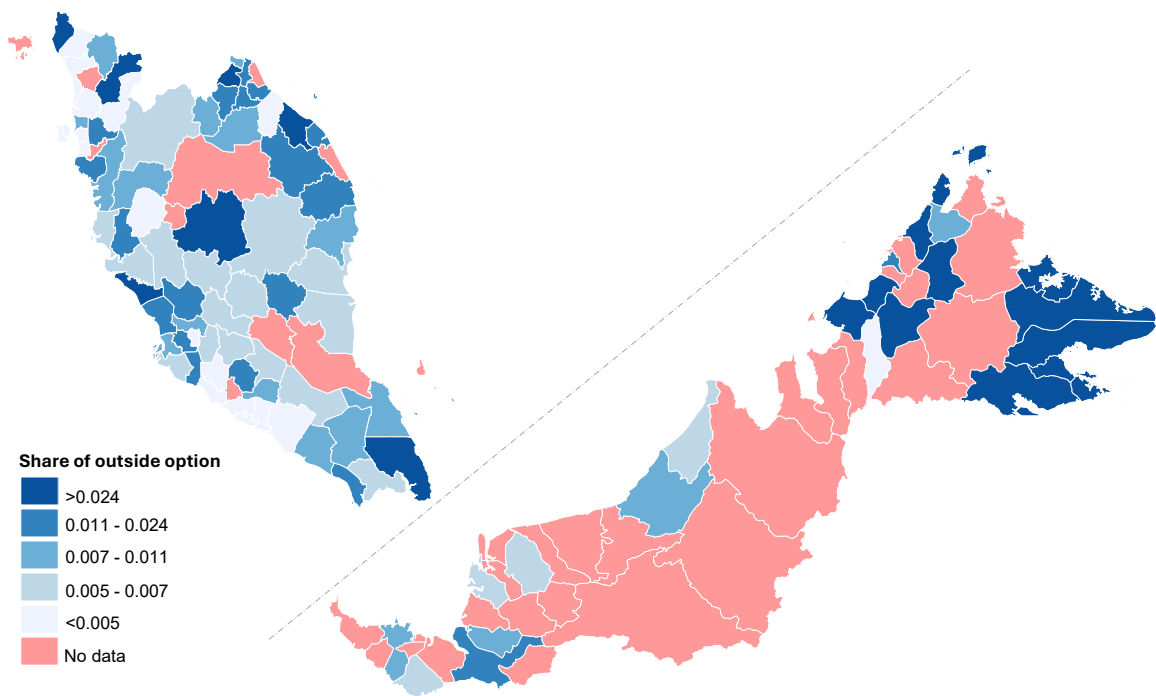 Share of outside option
>0.024
0.011 - 0.024
0.007 - 0.011
0.005 - 0.007
<0.005
No data